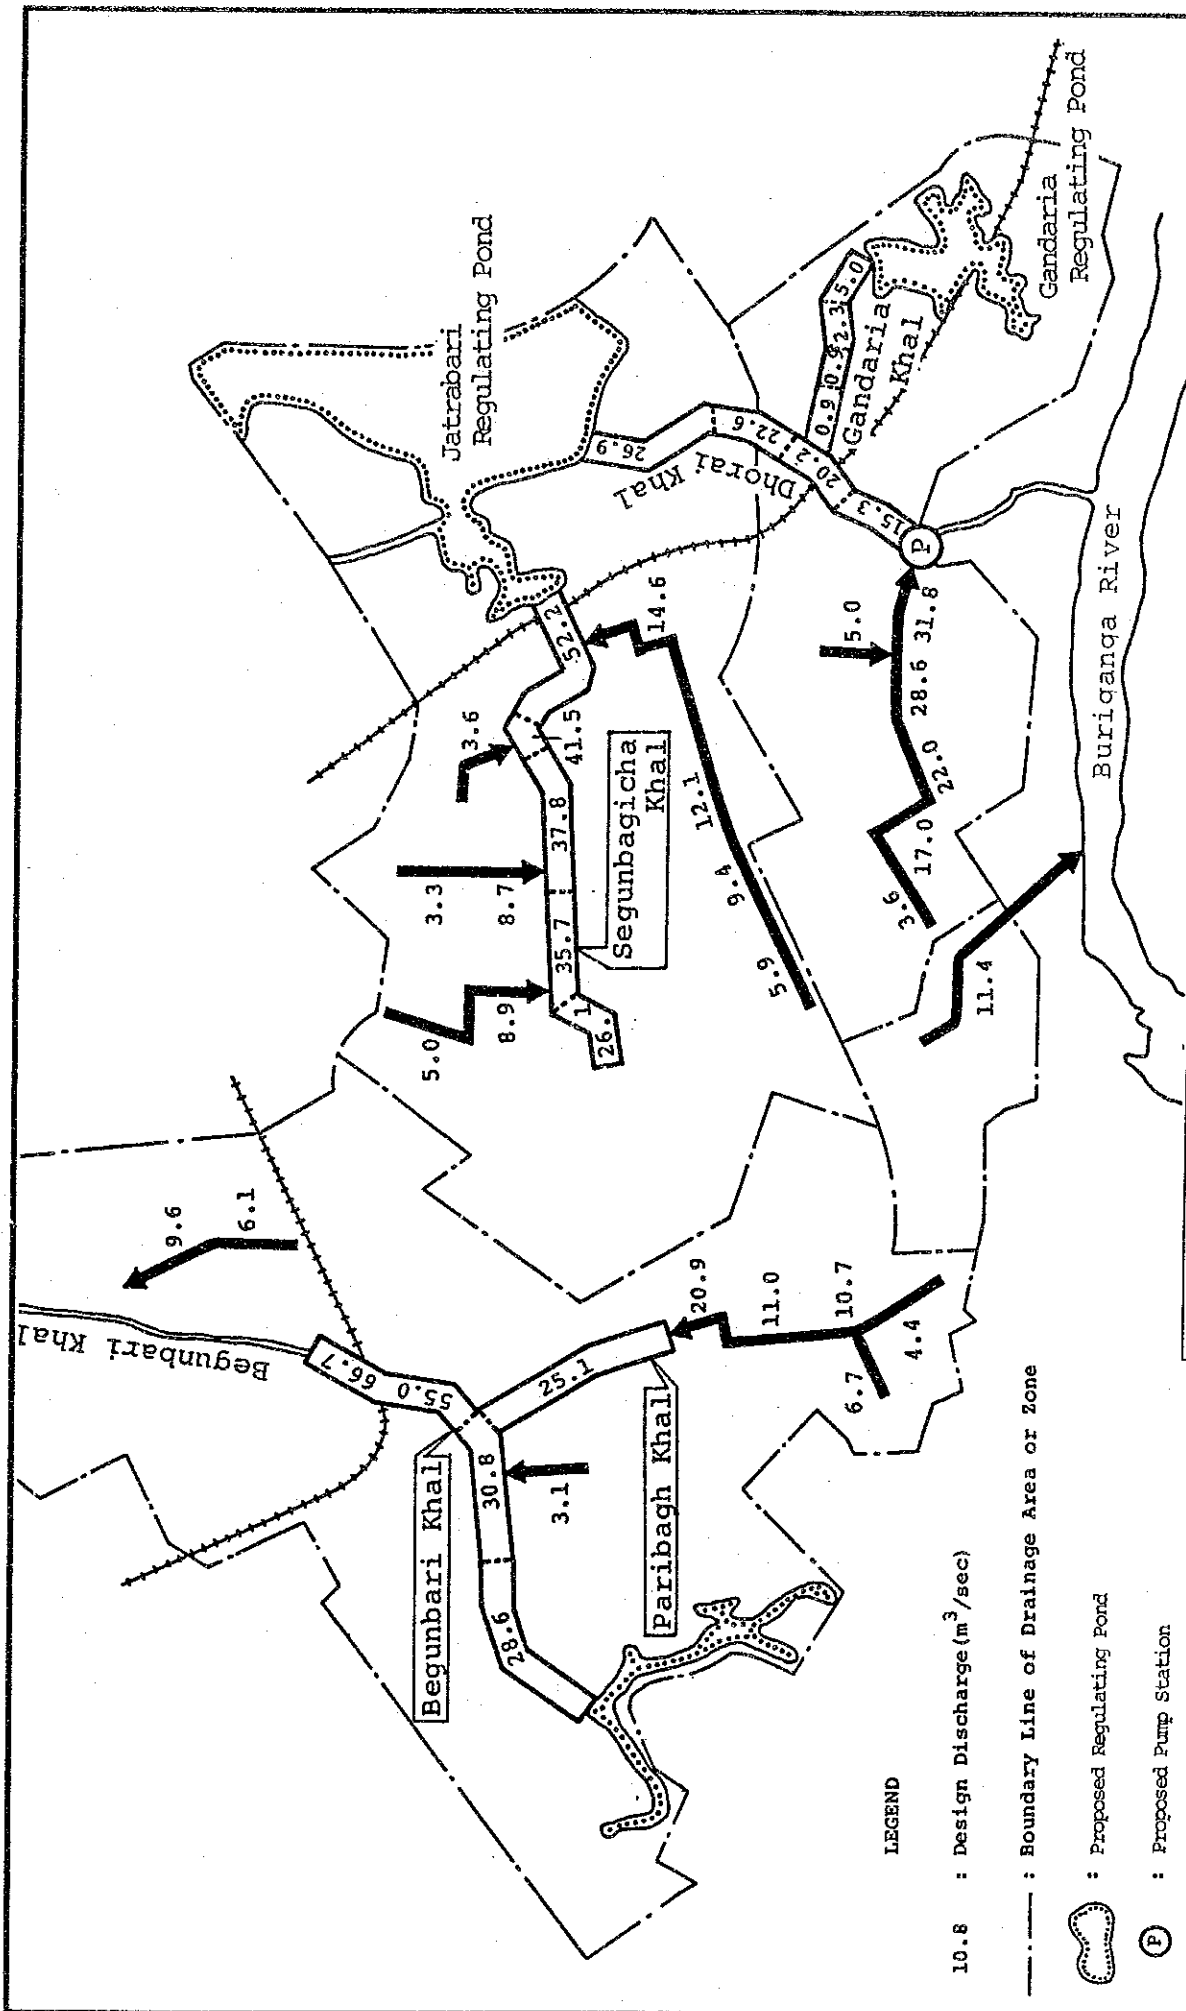 Begunbari Khal
66.7
55.0
Begunbari Khal
30.8
28.6
3.1
Paribagh Khal
25.1
20.9
11.0
10.7
6.7
4.4
9.6
6.1
5.0
8.9
3.3
8.7
3.6
26.1
35.7
37.8
41.5
52.2
Segunbagicha
Khal
Jatrabari
Regulating Pond
14.6
12.1
9.4
5.9
26.9
22.6
20.2
15.3
Dhorai Khal
0.9
0.9
2.3
5.0
Gandaria
Khal
Gandaria
Regulating Pond
P
5.0
31.8
28.6
22.0
17.0
3.6
11.4
Buriganga River
LEGEND
10.8 : Design Discharge(m³/sec)
: Boundary Line of Drainage Area or Zone
: Proposed Regulating Pond
P : Proposed Pump Station